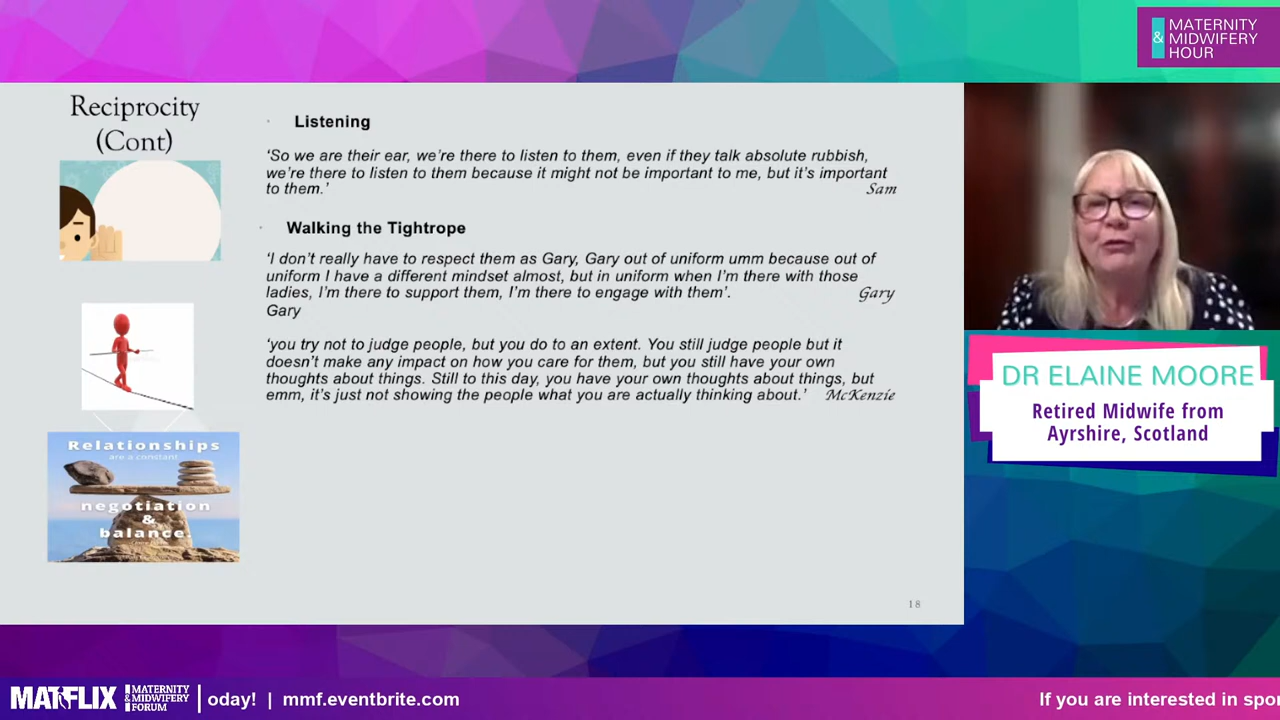 &
MATERNITY
MIDWIFERY
HOUR
Reciprocity
(Cont)
Listening
‘So we are their ear, we’re there to listen to them, even if they talk absolute rubbish,
we’re there to listen to them because it might not be important to me, but it’s important
to them.’ Sam
Walking the Tightrope
‘I don’t really have to respect them as Gary, Gary out of uniform umm because out of
uniform I have a different mindset almost, but in uniform when I’m there with those
ladies, I’m there to support them, I’m there to engage with them’. Gary
Gary
‘you try not to judge people, but you do to an extent. You still judge people but it
doesn’t make any impact on how you care for them, but you still have your own
thoughts about things. Still to this day, you have your own thoughts about things, but
emm, it’s just not showing the people what you are actually thinking about.’ McKenzie
Relationships
are a constant
negotiation
&
balance.
18
DR ELAINE MOORE
Retired Midwife from
Ayrshire, Scotland
MATFLIX
MATERNITY
& MIDWIFERY
FORUM
oday! | mmf.eventbrite.com
If you are interested in spo